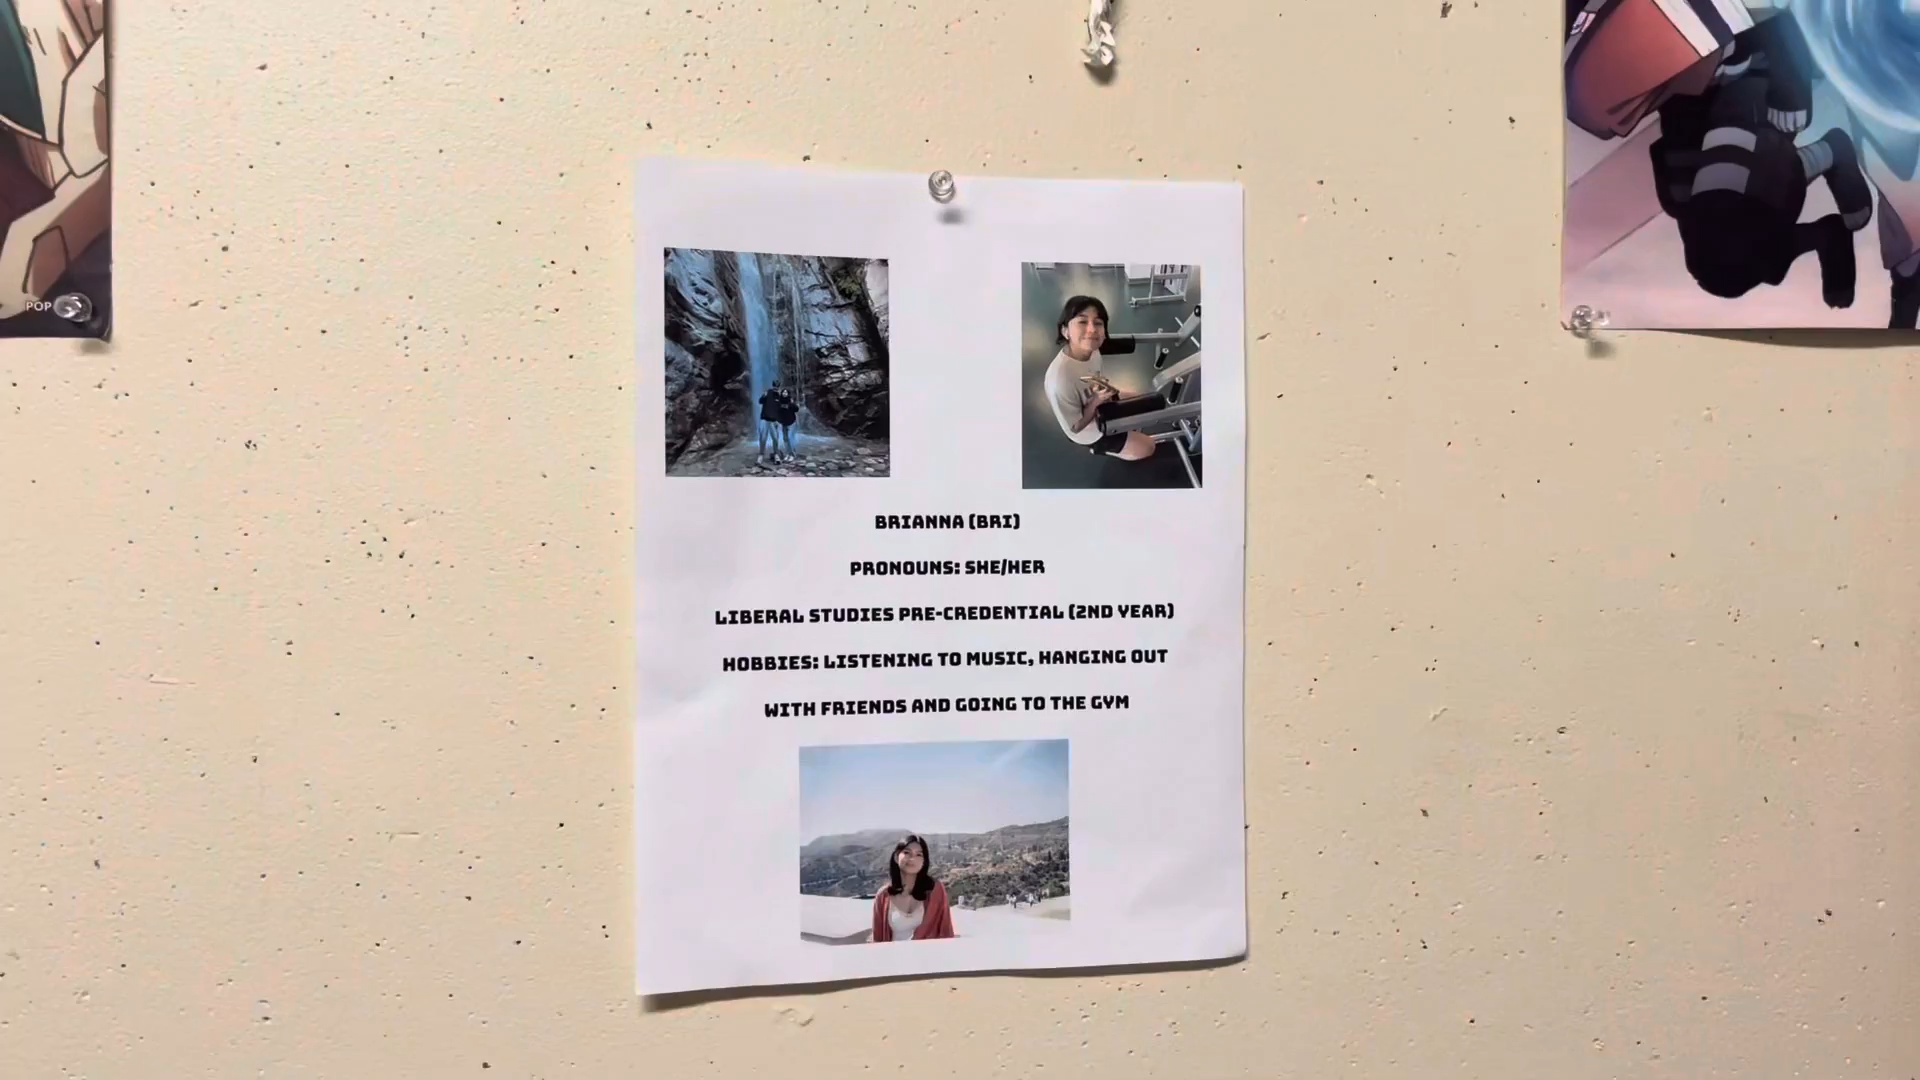 POP
BRIANNA (BRI)
PRONOUNS: SHE/HER
LIBERAL STUDIES PRE-CREDENTIAL (2ND YEAR)
HOBBIES: LISTENING TO MUSIC, HANGING OUT
WITH FRIENDS AND GOING TO THE GYM